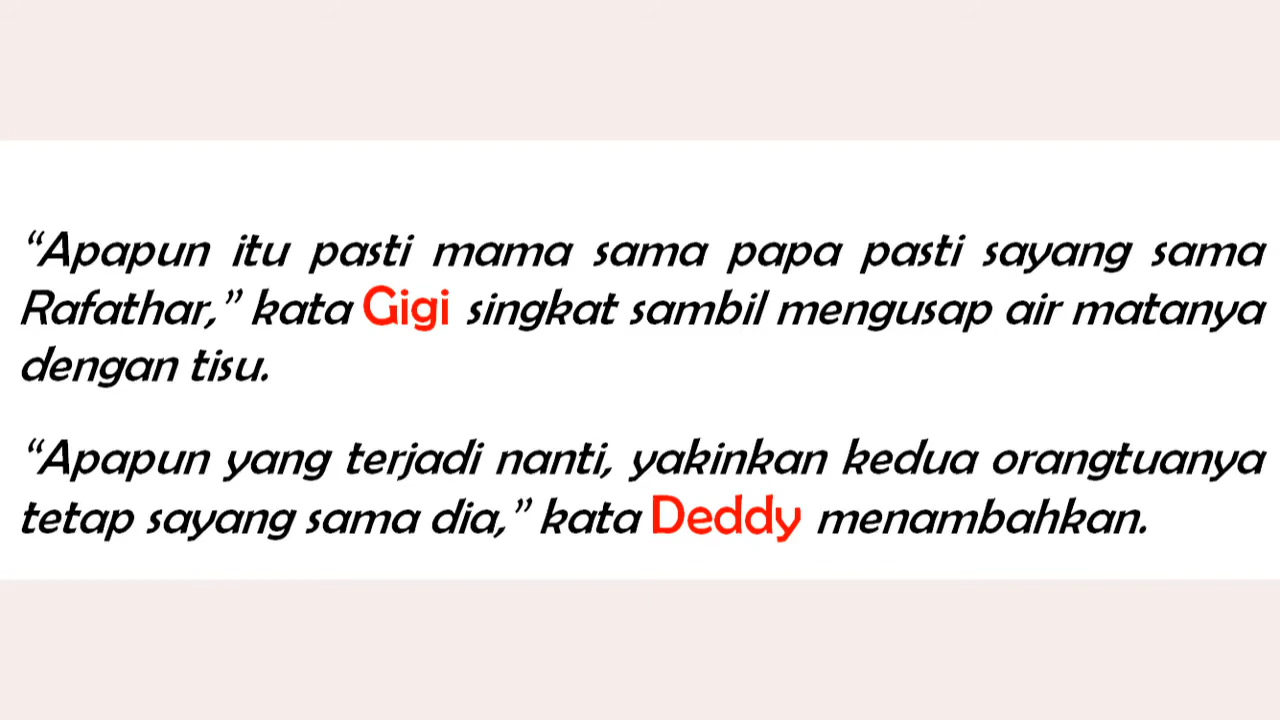 “Apapun itu pasti mama sama papa pasti sayang sama
Rafathar,” kata Gigi singkat sambil mengusap air matanya
dengan tisu.
“Apapun yang terjadi nanti, yakinkan kedua orangtuanya
tetap sayang sama dia,” kata Deddy menambahkan.